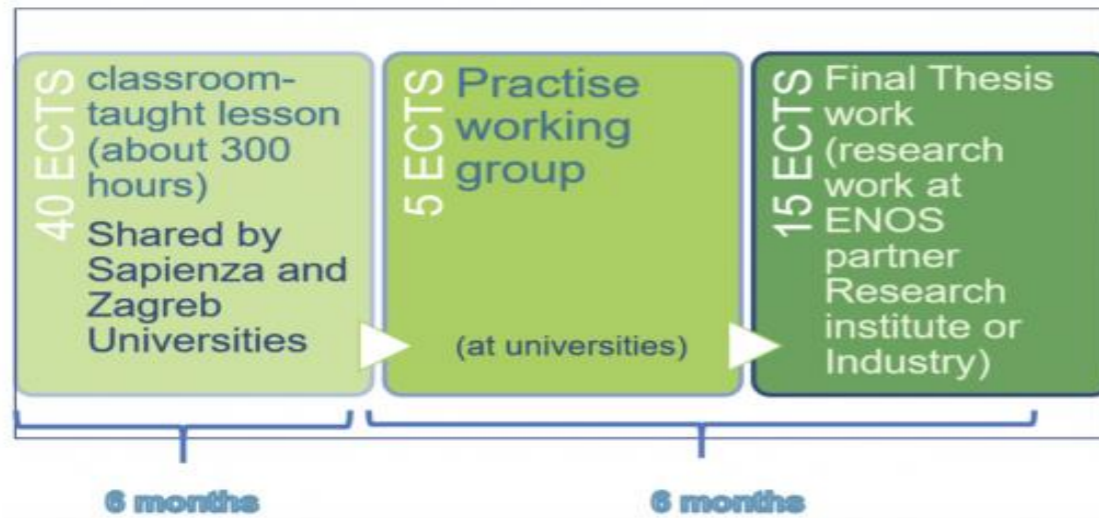 40 ECTS
classroom-
taught lesson
(about 300
hours)
Shared by
Sapienza and
Zagreb
Universities
5 ECTS
Practise
working
group
(at universities)
15 ECTS
Final Thesis
work
(research
work at
ENOS
partner
Research
institute or
Industry)
6 months
6 months